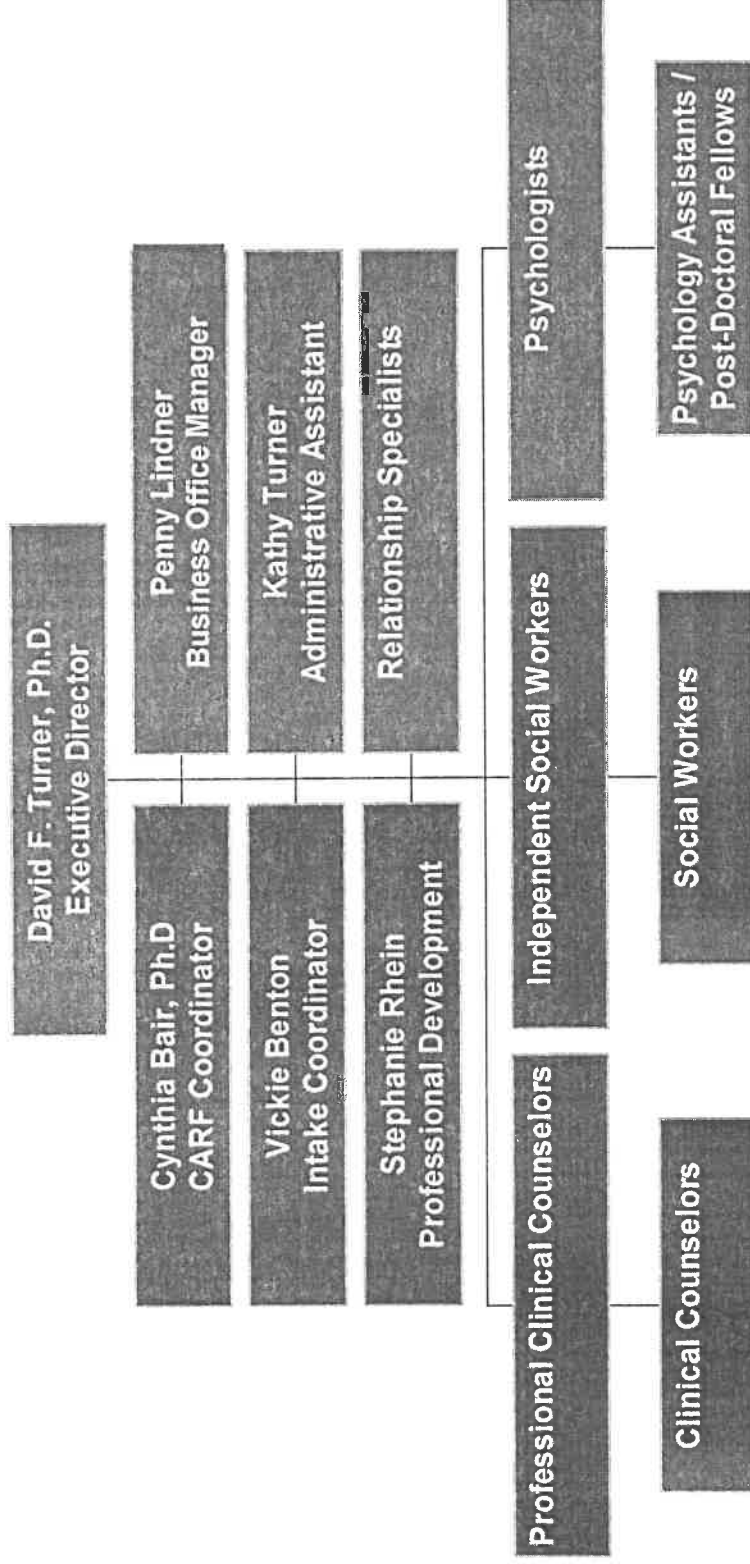 David F. Turner, Ph.D.
Executive Director
Cynthia Bair, Ph.D
CARF Coordinator
Penny Lindner
Business Office Manager
Vickie Benton
Intake Coordinator
Kathy Turner
Administrative Assistant
Stephanie Rhein
Professional Development
Relationship Specialists
Professional Clinical Counselors
Independent Social Workers
Psychologists
Clinical Counselors
Social Workers
Psychology Assistants /
Post-Doctoral Fellows